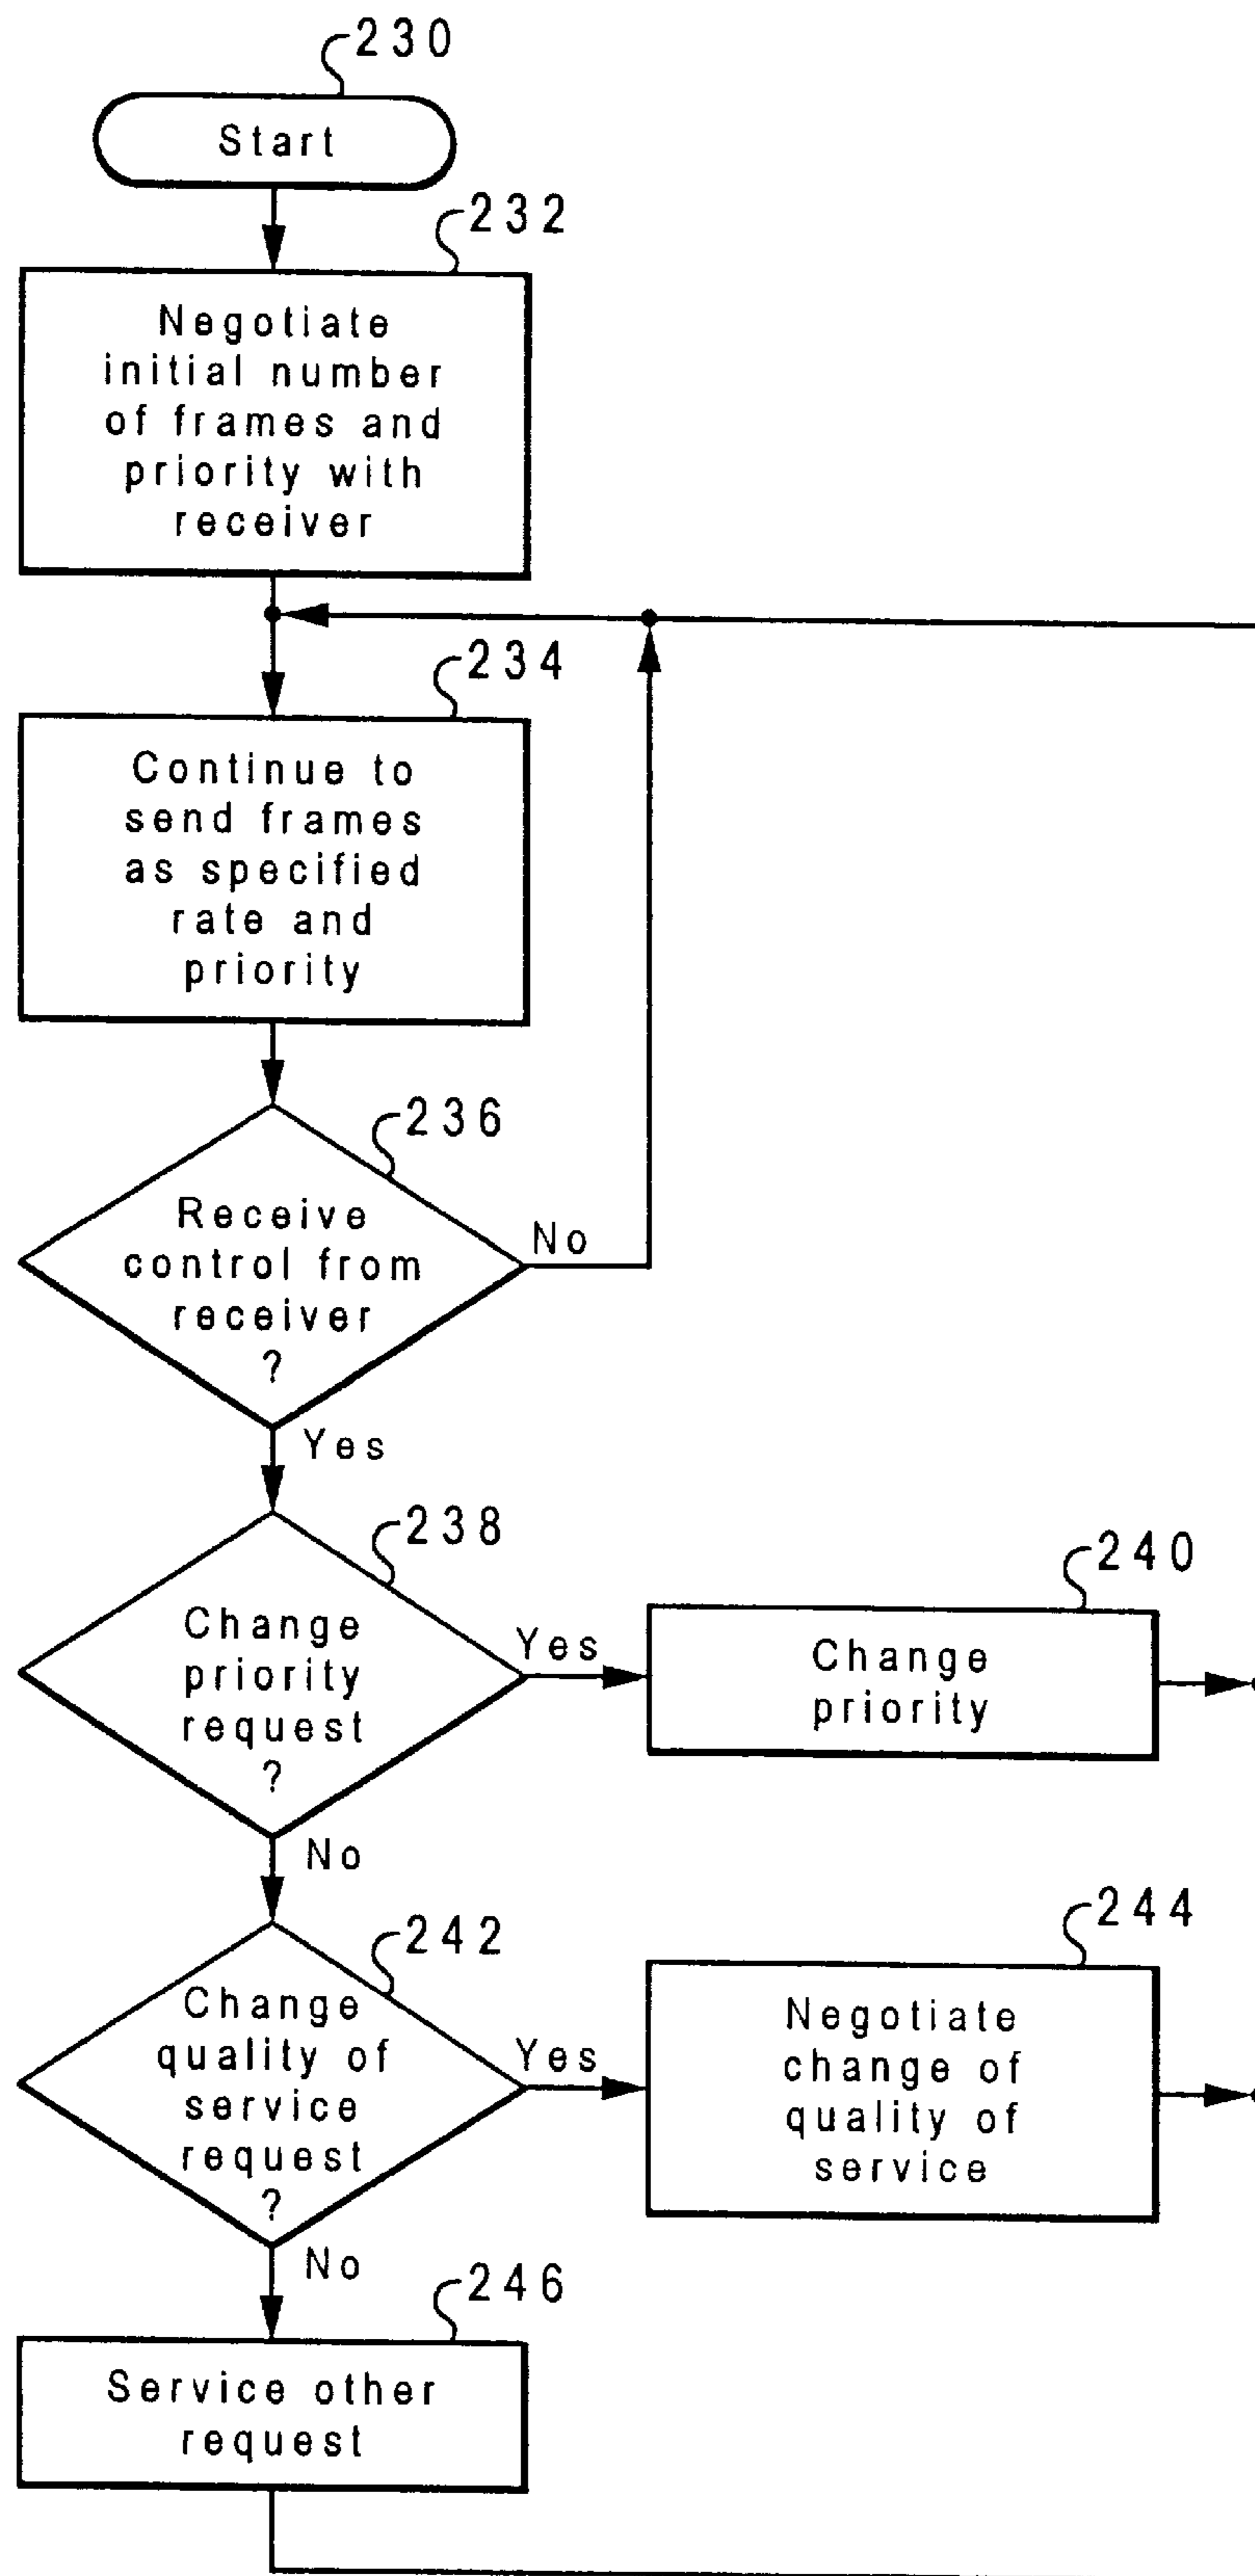 230
Start
232
Negotiate
initial number
of frames and
priority with
receiver
234
Continue to
send frames
as specified
rate and
priority
236
Receive
control from
receiver
?
No
Yes
238
Change
priority
request
?
Yes
240
Change
priority
No
242
Change
quality of
service
request
?
Yes
244
Negotiate
change of
quality of
service
No
246
Service other
request